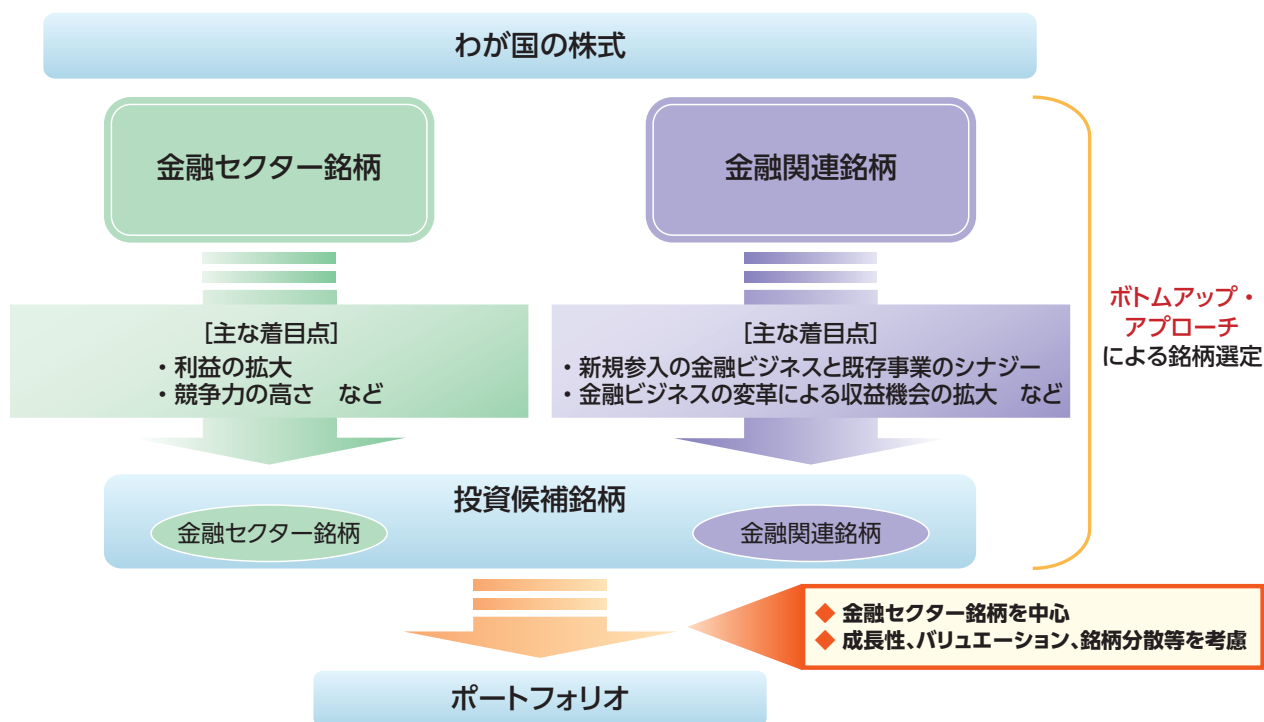 わが国の株式
金融セクター銘柄
金融関連銘柄
[主な着目点]
・利益の拡大
・競争力の高さ　など
[主な着目点]
・新規参入の金融ビジネスと既存事業のシナジー
・金融ビジネスの変革による収益機会の拡大　など
ボトムアップ・
アプローチ
による銘柄選定
投資候補銘柄
金融セクター銘柄
金融関連銘柄
◆ 金融セクター銘柄を中心
◆ 成長性、バリュエーション、銘柄分散等を考慮
ポートフォリオ